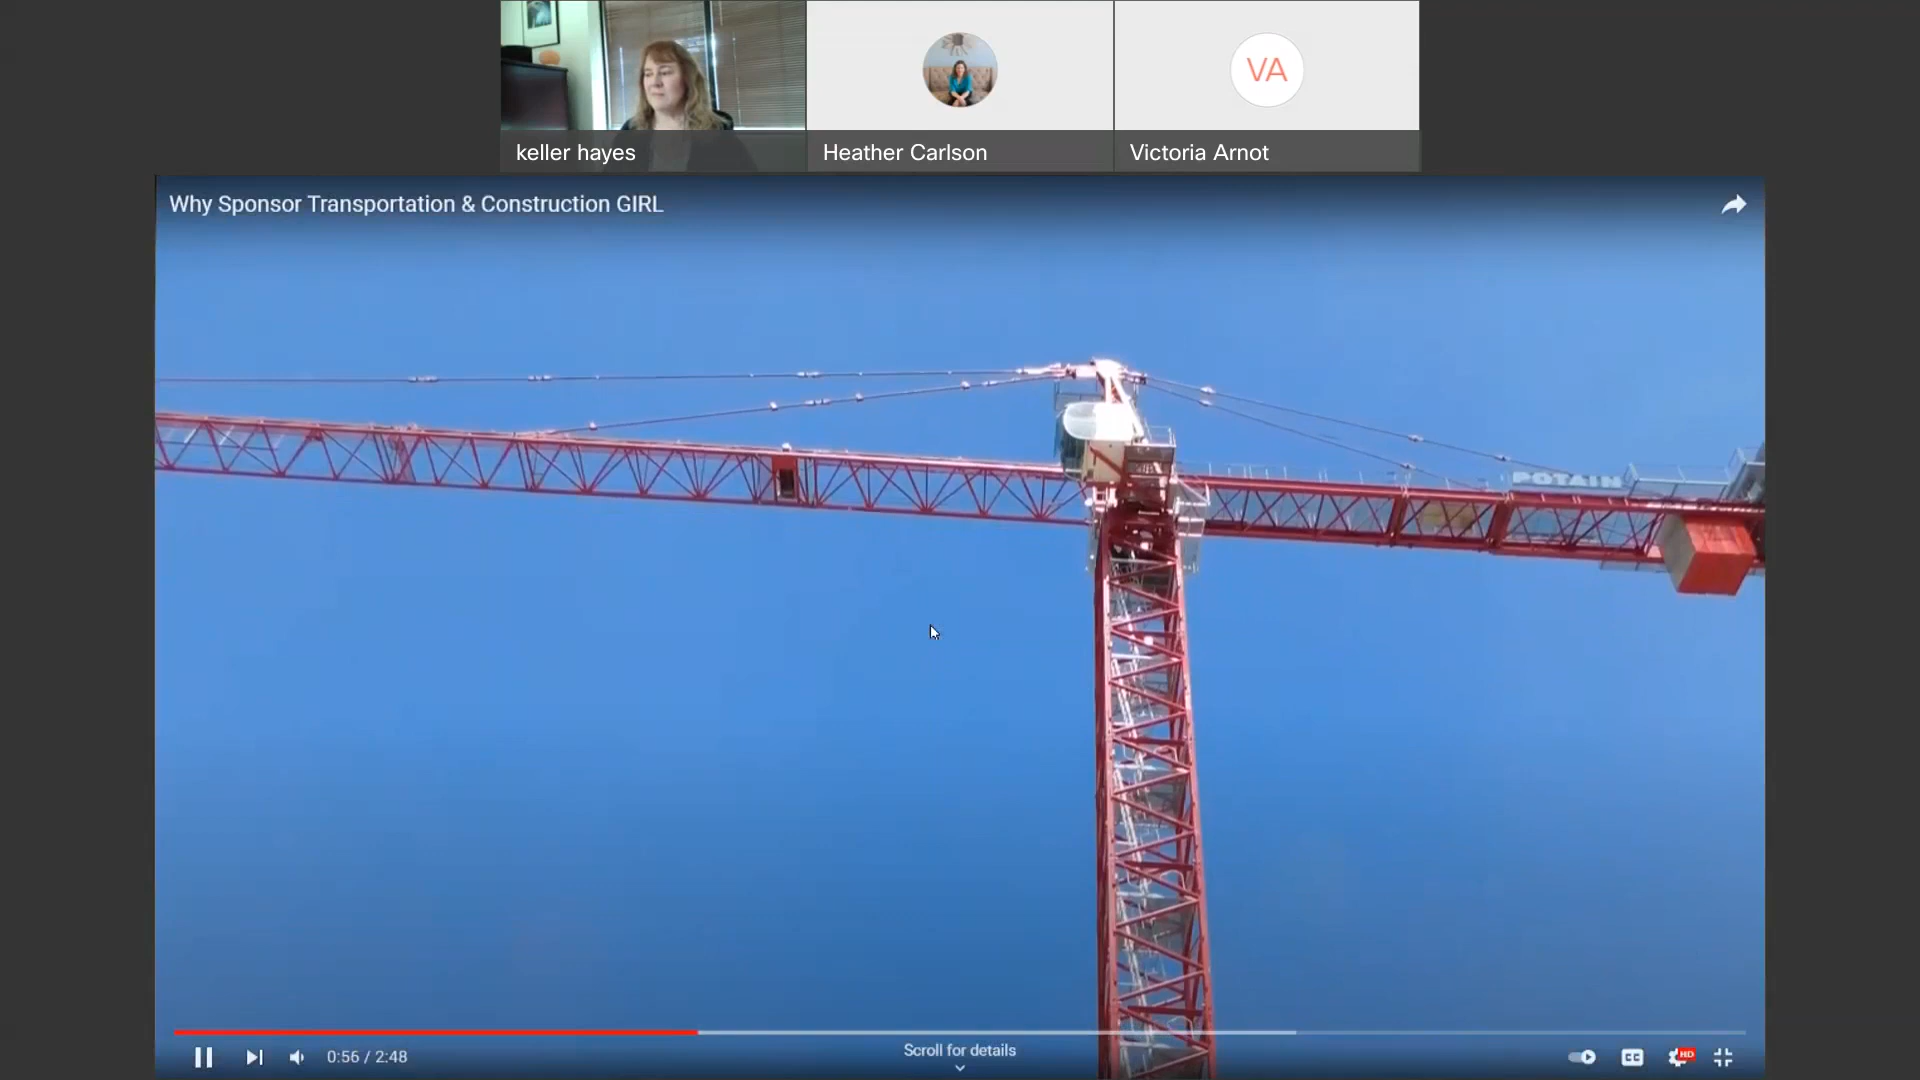 keller hayes
Heather Carlson
VA
Victoria Arnot
Why Sponsor Transportation & Construction GIRL
POTAIN
Scroll for details
0:56 / 2:48
CC
HD